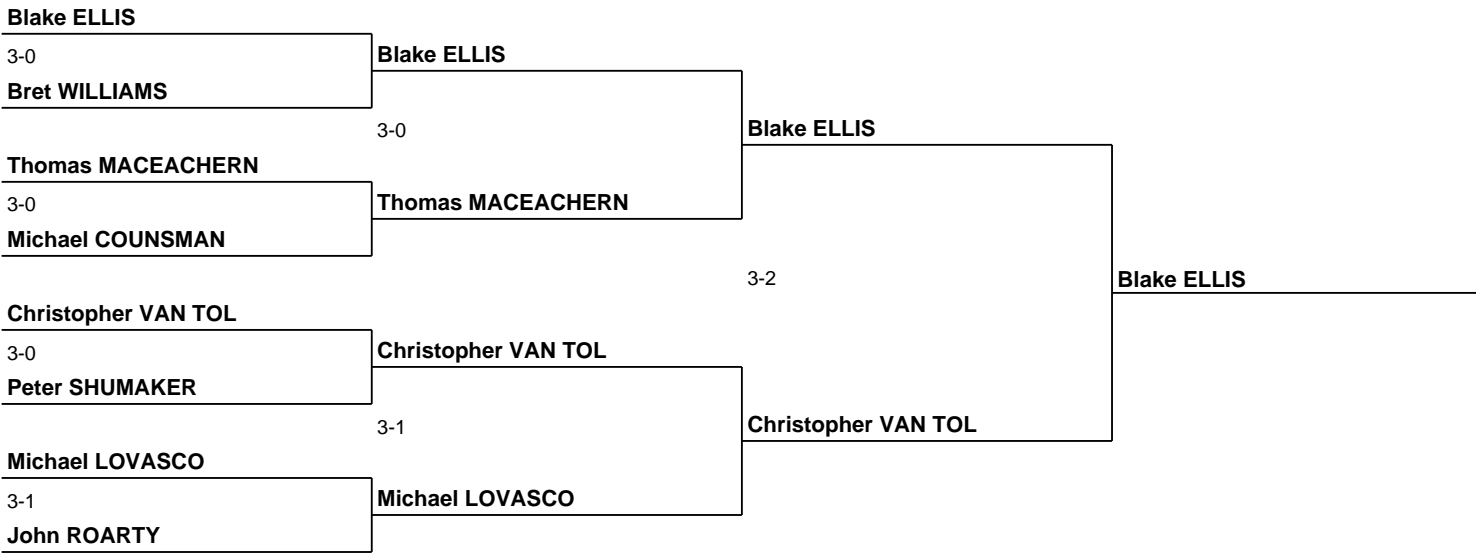 Blake ELLIS
3-0
Bret WILLIAMS
Thomas MACEACHERN
3-0
Michael COUNSMAN
Christopher VAN TOL
3-0
Peter SHUMAKER
Michael LOVASCO
3-1
John ROARTY
Blake ELLIS
3-0
Thomas MACEACHERN
Christopher VAN TOL
3-1
Michael LOVASCO
Blake ELLIS
3-2
Christopher VAN TOL
Blake ELLIS